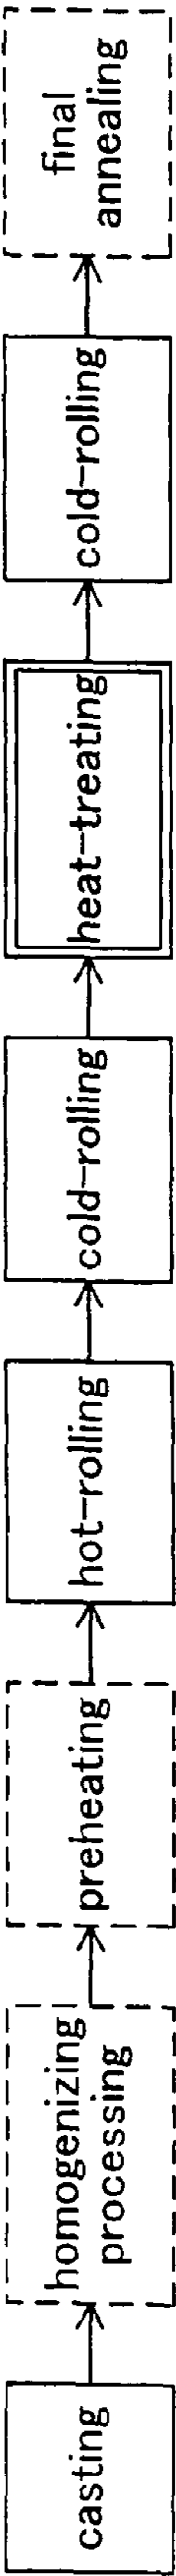 casting
homogenizing
processing
preheating
hot-rolling
cold-rolling
heat-treating
cold-rolling
final
annealing